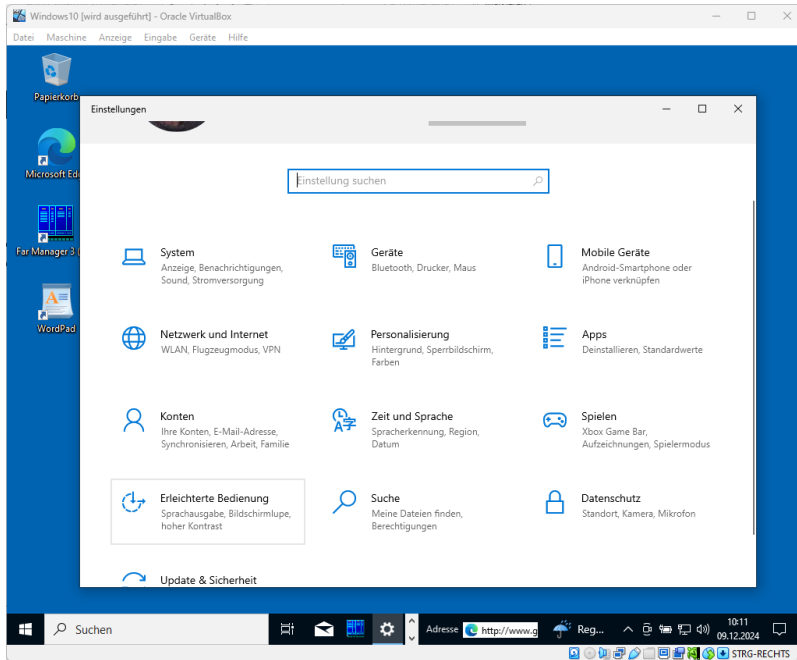 Windows10 [wird ausgeführt] - Oracle VirtualBox
Datei Maschine Anzeige Eingabe Geräte Hilfe
Papierkorb
Microsoft Ed
Far Manager 3
WordPad
Einstellungen
Einstellung suchen
System
Anzeige, Benachrichtigungen,
Sound, Stromversorgung
Geräte
Bluetooth, Drucker, Maus
Mobile Geräte
Android-Smartphone oder
iPhone verknüpfen
Netzwerk und Internet
WLAN, Flugzeugmodus, VPN
Personalisierung
Hintergrund, Sperrbildschirm,
Farben
Apps
Deinstallieren, Standardwerte
Konten
Ihre Konten, E-Mail-Adresse,
Synchronisieren, Arbeit, Familie
Zeit und Sprache
Spracherkennung, Region,
Datum
Spielen
Xbox Game Bar,
Aufzeichnungen, Spielermodus
Erleichterte Bedienung
Sprachausgabe, Bildschirmlupe,
hoher Kontrast
Suche
Meine Dateien finden,
Berechtigungen
Datenschutz
Standort, Kamera, Mikrofon
Update & Sicherheit
Suchen
Adresse http://www.g
Reg...
10:11
09.12.2024
STRG-RECHTS